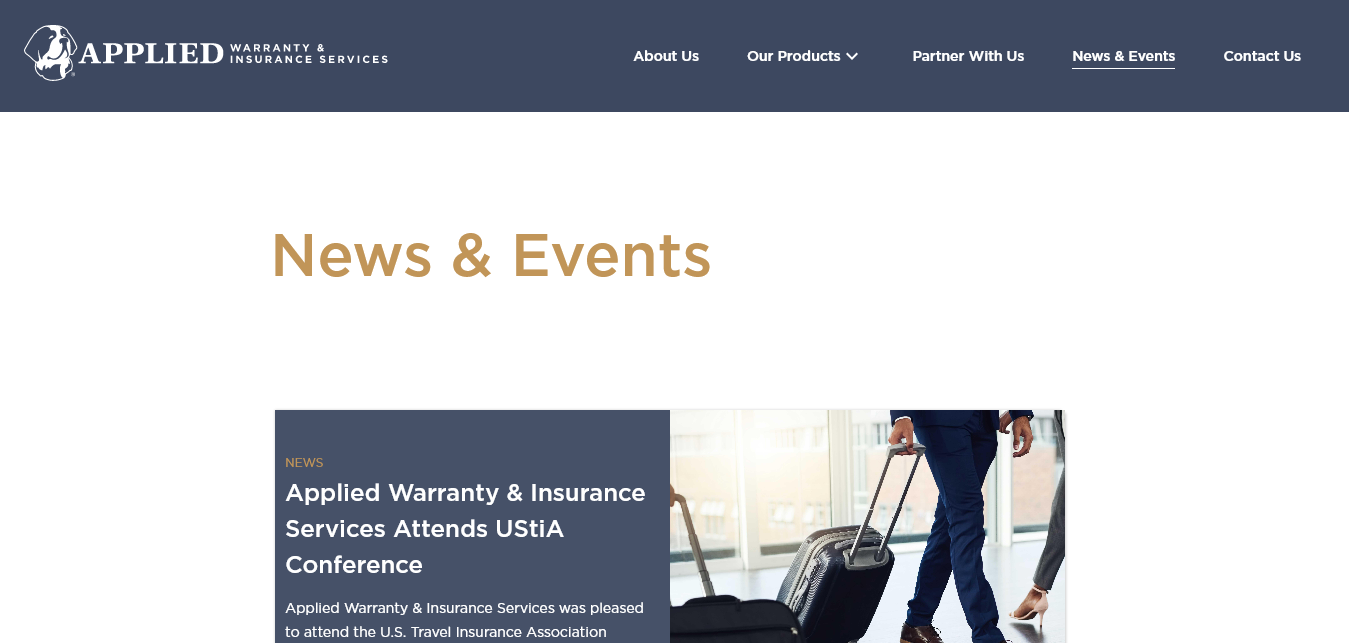 APPLIED WARRANTY &
INSURANCE SERVICES
About Us
Our Products
Partner With Us
News & Events
Contact Us
News & Events
NEWS
Applied Warranty & Insurance
Services Attends UStiA
Conference
Applied Warranty & Insurance Services was pleased
to attend the U.S. Travel Insurance Association